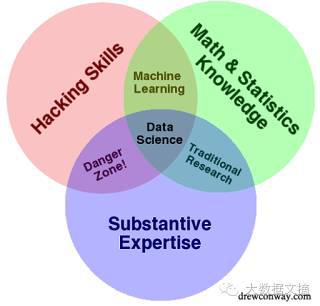 Hacking Skills
Math & Statistics
Knowledge
Machine
Learning
Data
Science
Danger
Zone!
Traditional
Research
Substantive
Expertise
大数据文摘
drewconway.com